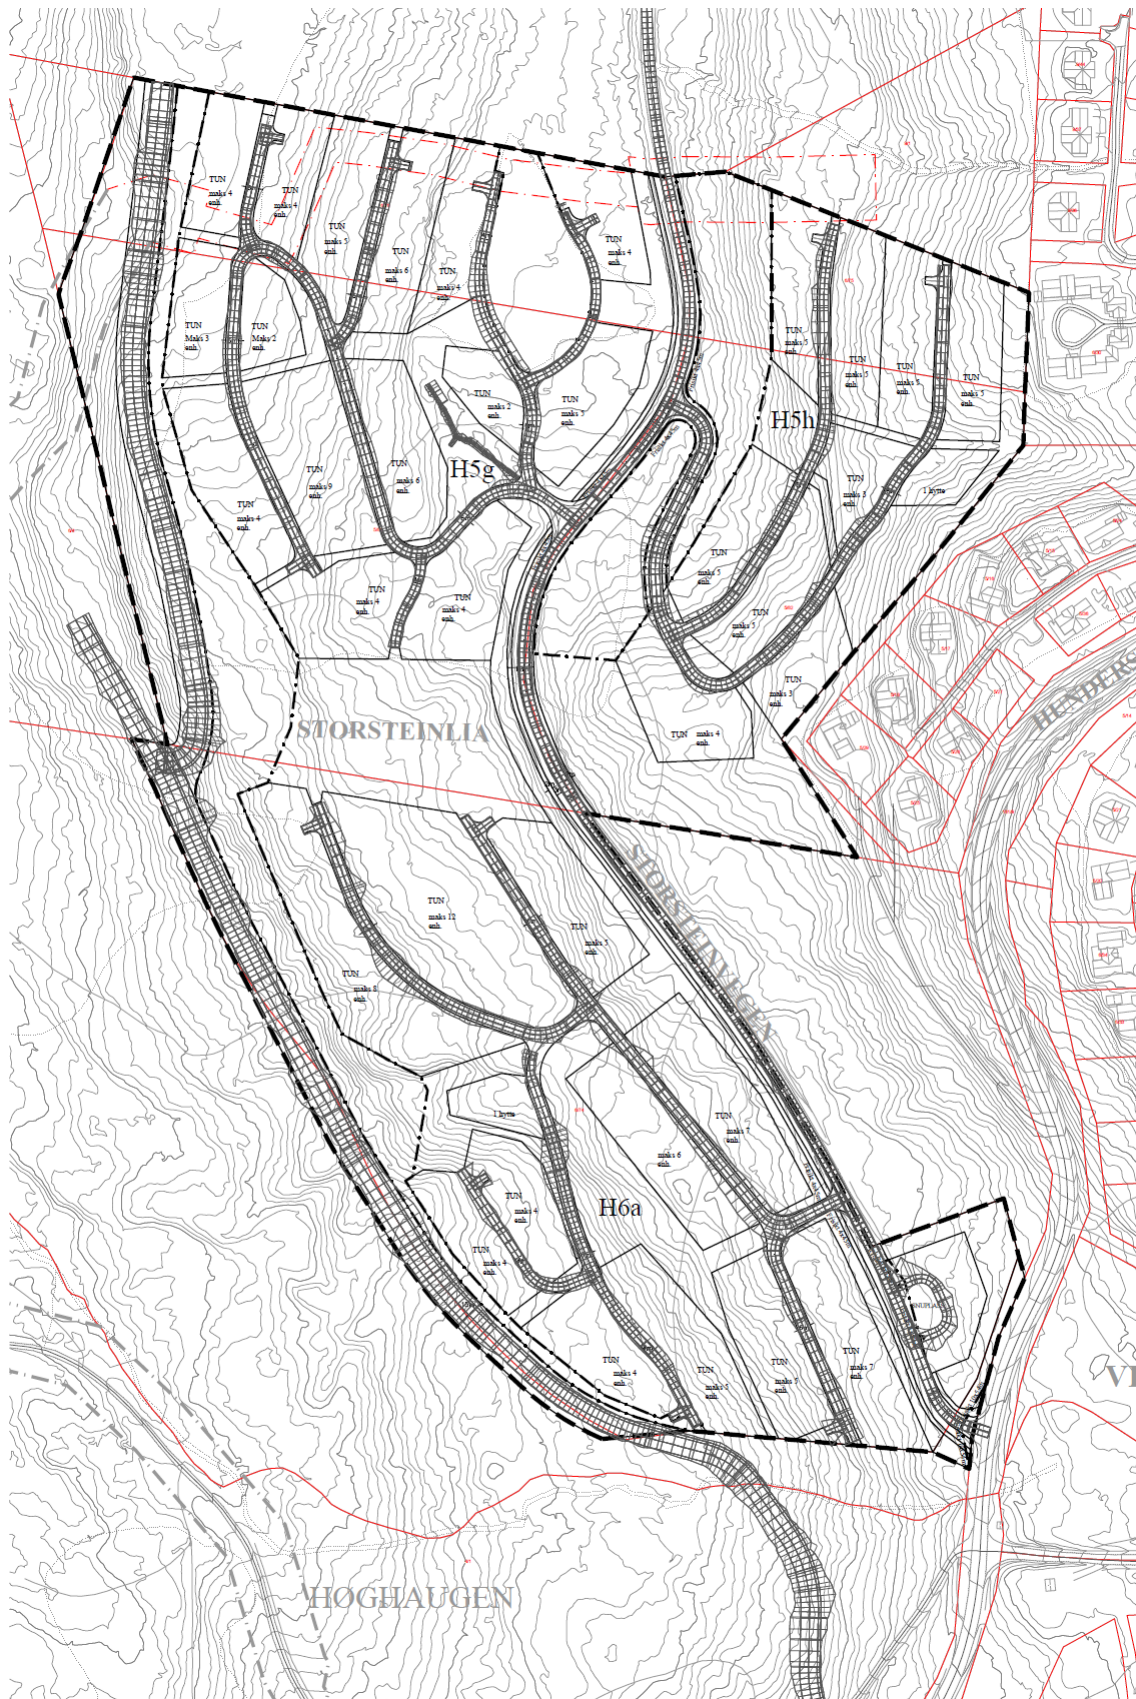 TUN
maks 4
enh.
TUN
maks 4
enh.
TUN
maks 5
enh.
TUN
maks 6
enh.
TUN
maks 4
enh.
TUN
maks 4
enh.
TUN
Maks 3
enh.
TUN
Maks 2
enh.
TUN
maks 2
enh.
TUN
maks 5
enh.
TUN
maks 5
enh.
TUN
maks 5
enh.
TUN
maks 5
enh.
TUN
maks 5
enh.
H5h
H5g
TUN
maks 9
enh.
TUN
maks 6
enh.
TUN
maks 4
enh.
TUN
maks 3
enh.
1 hytte
TUN
maks 4
enh.
TUN
maks 4
enh.
TUN
maks 5
enh.
TUN
maks 5
enh.
TUN
maks 3
enh.
TUN maks 4
enh.
STORSTEINLIA
HUNDERS
STORSTEINVEGEN
TUN
maks 12
enh.
TUN
maks 5
enh.
TUN
maks 8
enh.
1 hytte
TUN
maks 7
enh.
maks 6
enh.
TUN
maks 4
enh.
H6a
TUN
maks 4
enh.
SNUPLASS
TUN
maks 4
enh.
TUN
maks 5
enh.
TUN
maks 5
enh.
TUN
maks 7
enh.
HØGHAUGEN